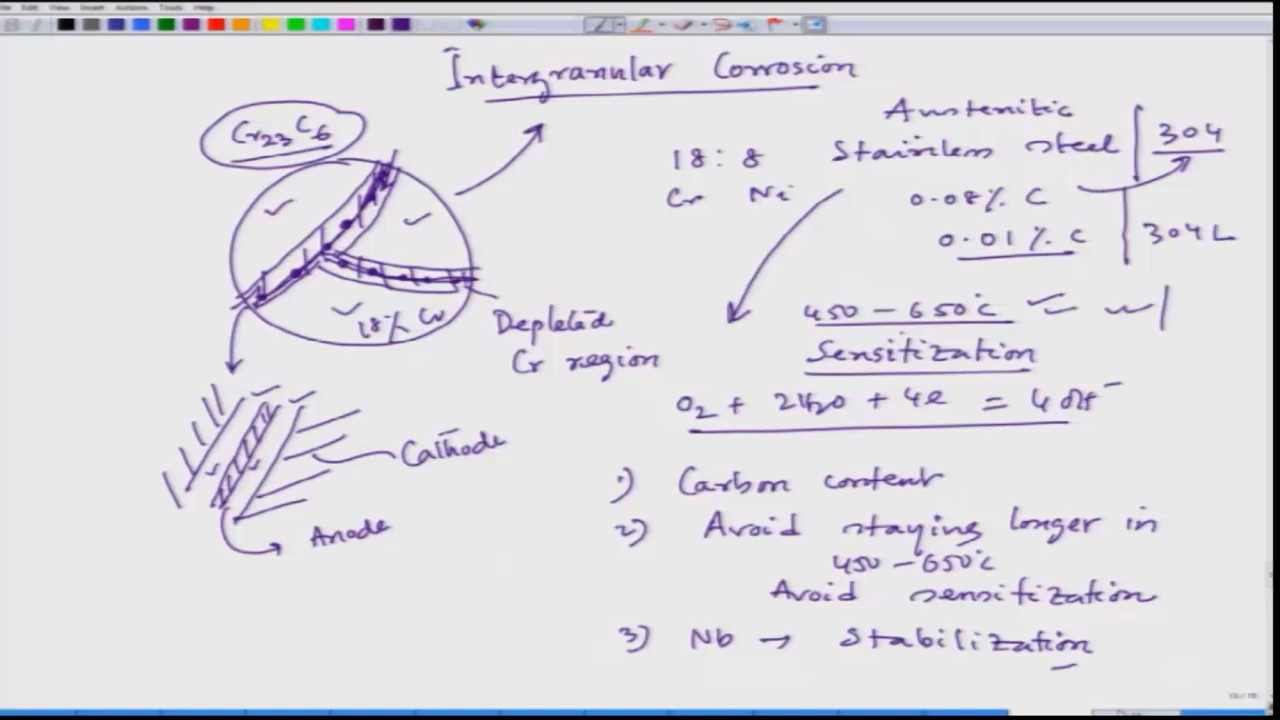 Intergranular Corrosion
Cr23C6
Austenitic
18:8 Stainless steel 304
Cr Ni 0.08% C
0.01% C 304L
18% Cr
Depleted
Cr region
450 - 650°C
Sensitization
O2 + 2H2O + 4e = 4OH-
Cathode
Anode
1) Carbon content
2) Avoid staying longer in
450 - 650°C
Avoid sensitization
3) Nb → Stabilization